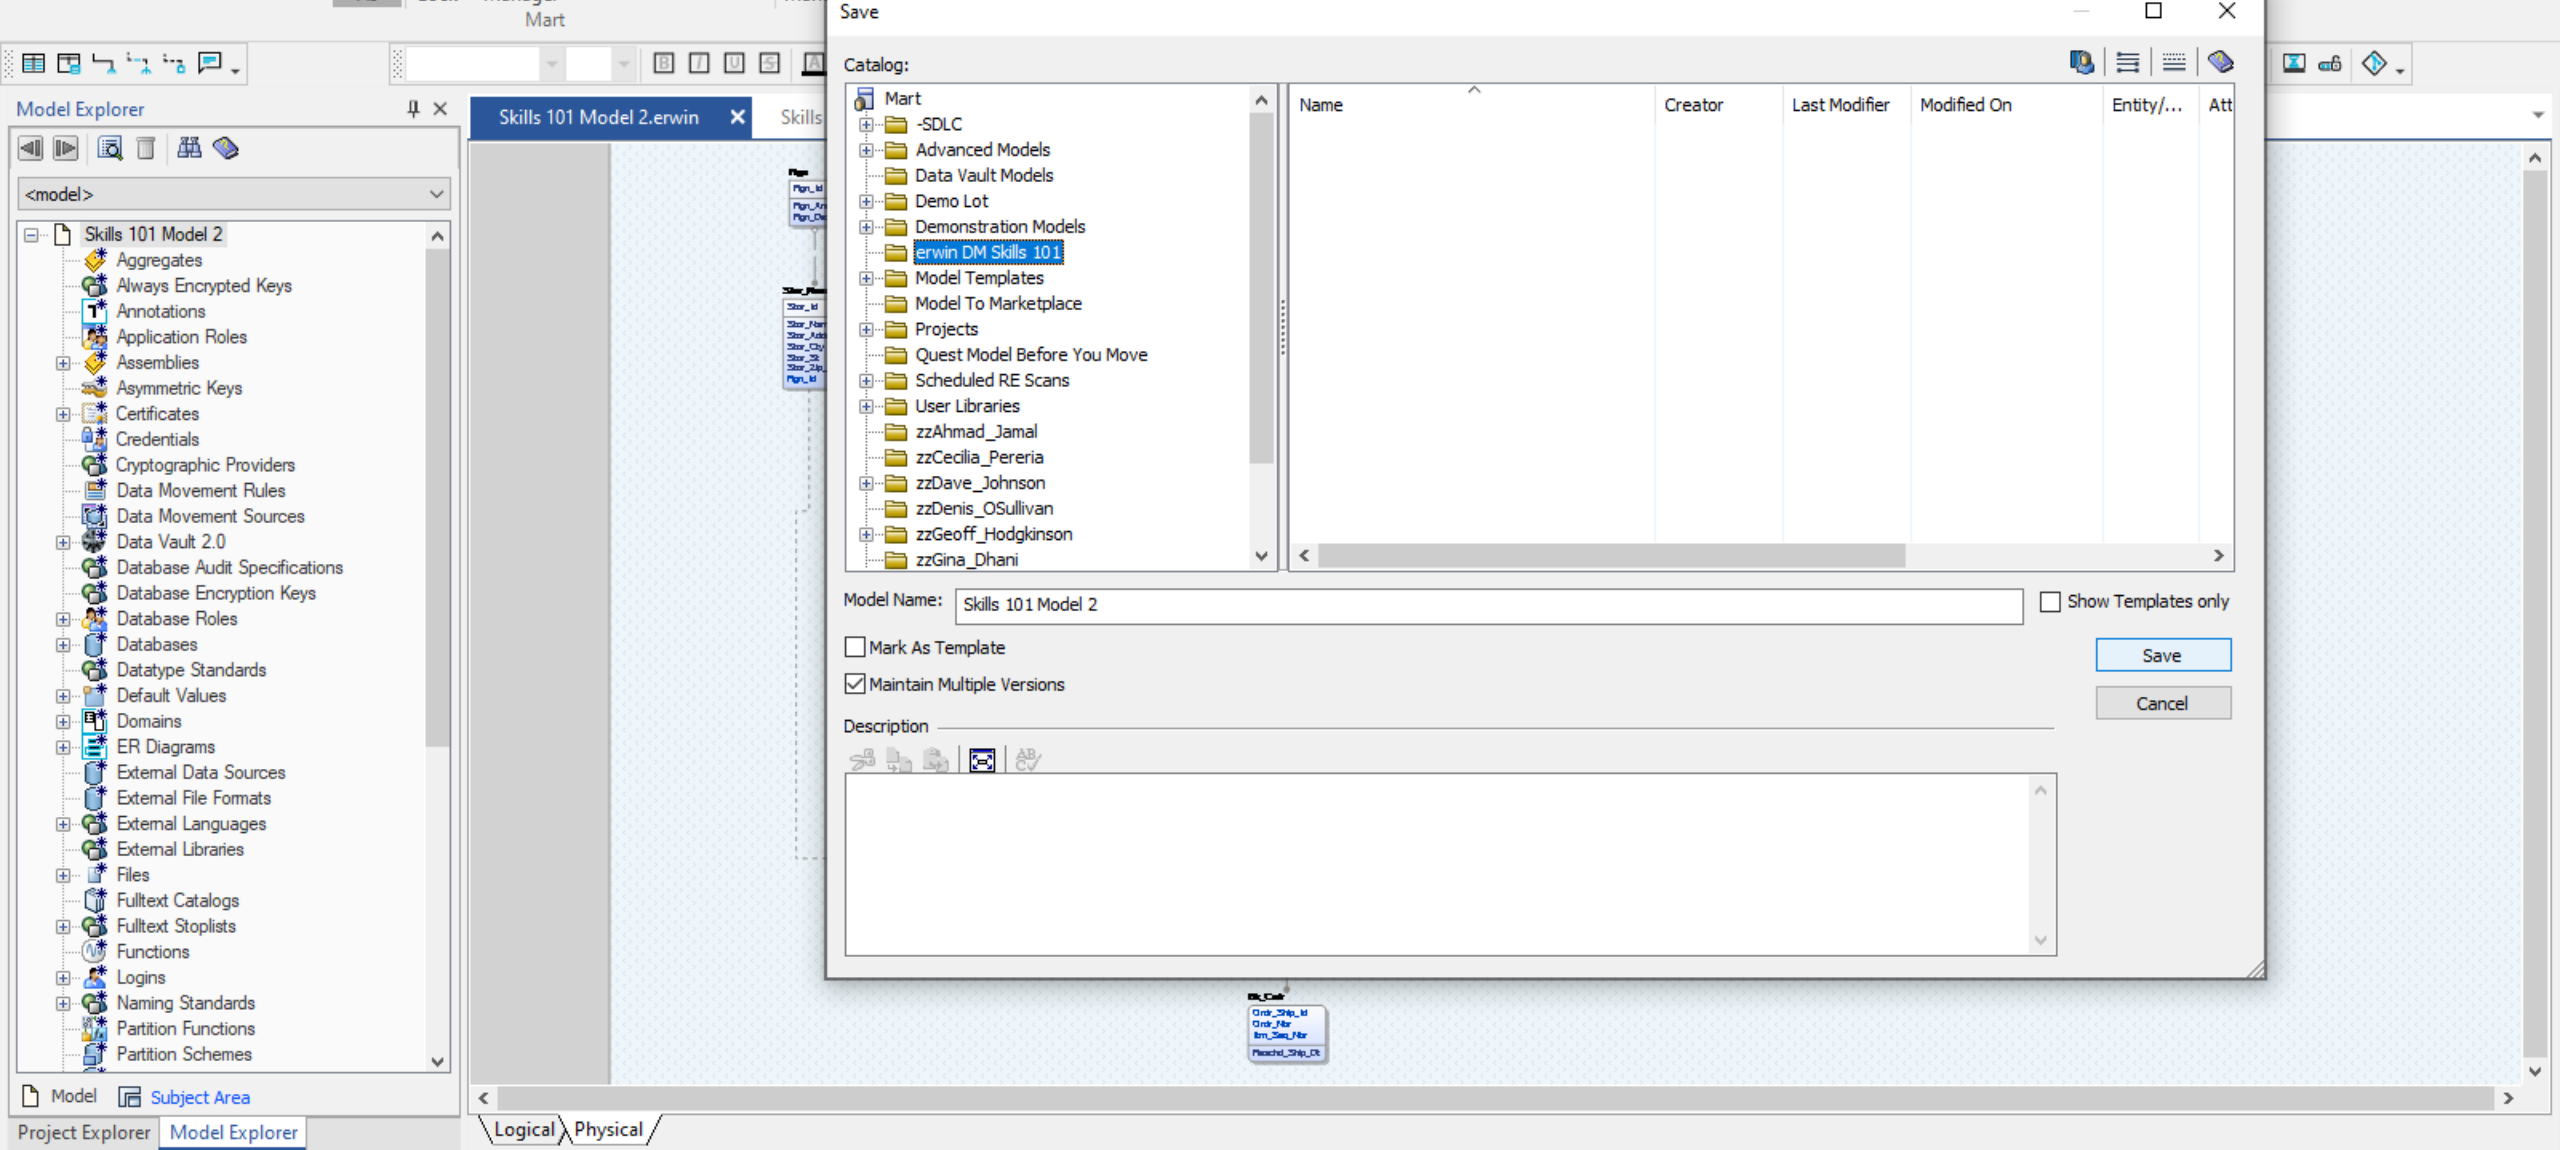 Mart
Save
Catalog:
Model Explorer
Skills 101 Model 2.erwin
Skills
<model>
Skills 101 Model 2
Aggregates
Always Encrypted Keys
Annotations
Application Roles
Assemblies
Asymmetric Keys
Certificates
Credentials
Cryptographic Providers
Data Movement Rules
Data Movement Sources
Data Vault 2.0
Database Audit Specifications
Database Encryption Keys
Database Roles
Databases
Datatype Standards
Default Values
Domains
ER Diagrams
External Data Sources
External File Formats
External Languages
External Libraries
Files
Fulltext Catalogs
Fulltext Stoplists
Functions
Logins
Naming Standards
Partition Functions
Partition Schemes
Model
Subject Area
Project Explorer
Model Explorer
Mart
-SDLC
Advanced Models
Data Vault Models
Demo Lot
Demonstration Models
erwin DM Skills 101
Model Templates
Model To Marketplace
Projects
Quest Model Before You Move
Scheduled RE Scans
User Libraries
zzAhmad_Jamal
zzCecilia_Pereria
zzDave_Johnson
zzDenis_OSullivan
zzGeoff_Hodgkinson
zzGina_Dhani
Name Creator Last Modifier Modified On Entity/... Att
Model Name: Skills 101 Model 2
Show Templates only
Mark As Template
Save
Maintain Multiple Versions
Cancel
Description
Ordr_Ship_Id
Ordr_Nbr
Itm_Seq_Nbr
Logical
Physical